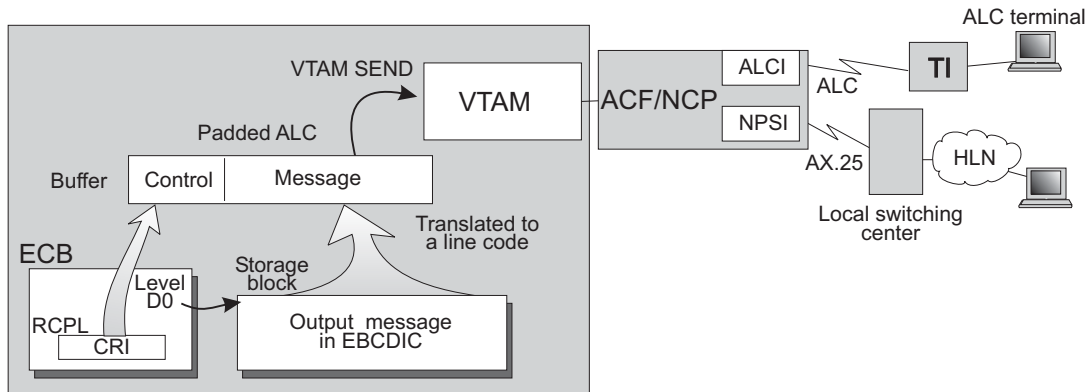 ALC terminal
VTAM SEND
VTAM
ACF/NCP
ALCI
NPSI
ALC
TI
AX.25
HLN
Local switching
center
Padded ALC
Buffer
Control
Message
Translated to
a line code
ECB
Level
D0
Storage
block
RCPL
CRI
Output message
in EBCDIC